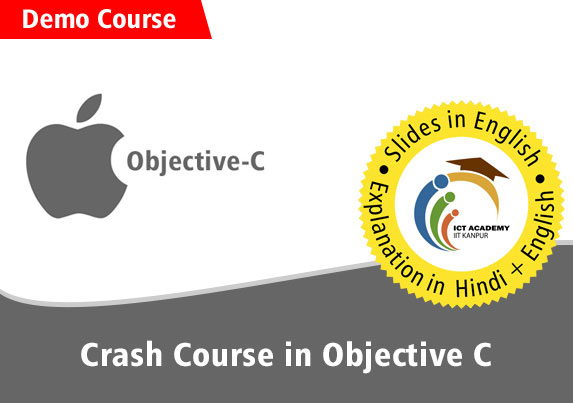 Demo Course
Objective-C
Slides in English
Explanation in Hindi + English
ICT ACADEMY
IIT KANPUR
Crash Course in Objective C